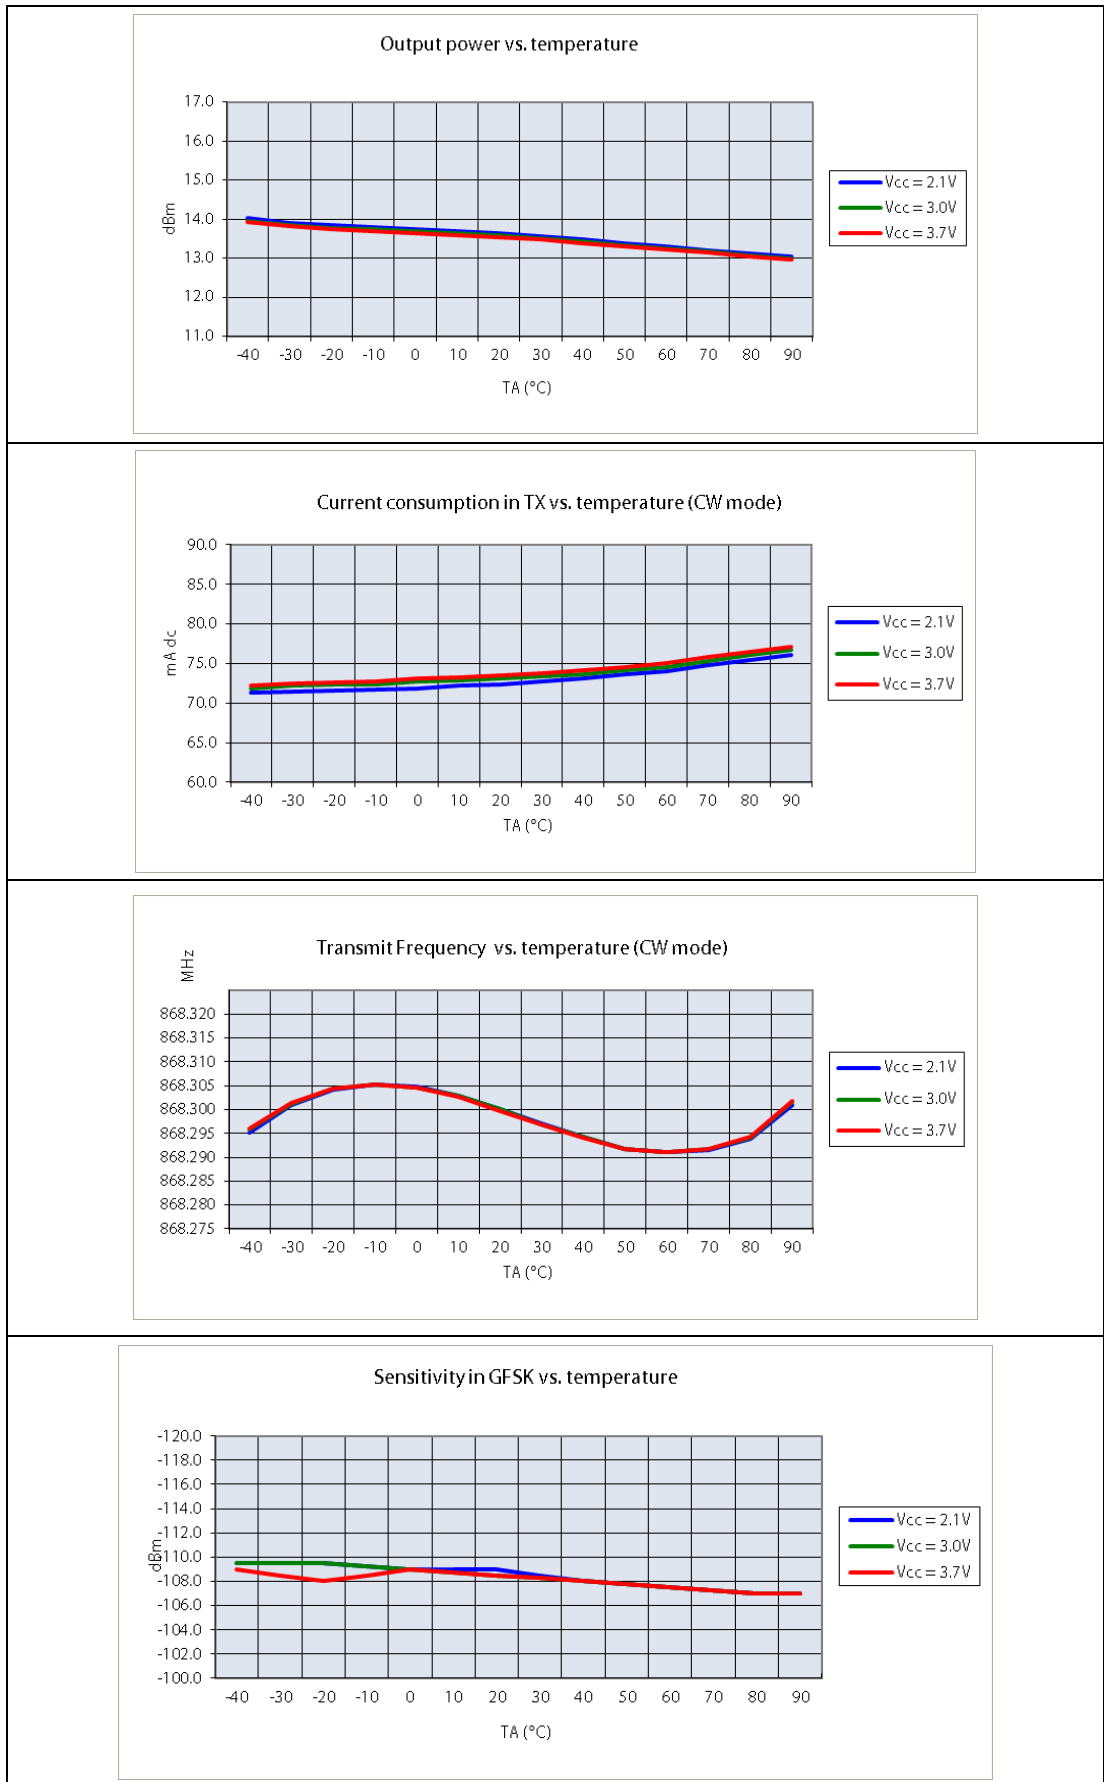 Output power vs. temperature
17.0
16.0
15.0
14.0
13.0
12.0
11.0
dBm
-40 -30 -20 -10 0 10 20 30 40 50 60 70 80 90
TA (°C)
Vcc = 2.1V
Vcc = 3.0V
Vcc = 3.7V
Current consumption in TX vs. temperature (CW mode)
90.0
85.0
80.0
75.0
70.0
65.0
60.0
mA dc
-40 -30 -20 -10 0 10 20 30 40 50 60 70 80 90
TA (°C)
Vcc = 2.1V
Vcc = 3.0V
Vcc = 3.7V
Transmit Frequency vs. temperature (CW mode)
MHz
868.320
868.315
868.310
868.305
868.300
868.295
868.290
868.285
868.280
868.275
-40 -30 -20 -10 0 10 20 30 40 50 60 70 80 90
TA (°C)
Vcc = 2.1V
Vcc = 3.0V
Vcc = 3.7V
Sensitivity in GFSK vs. temperature
-120.0
-118.0
-116.0
-114.0
-112.0
-110.0
-108.0
-106.0
-104.0
-102.0
-100.0
dBm
-40 -30 -20 -10 0 10 20 30 40 50 60 70 80 90
TA (°C)
Vcc = 2.1V
Vcc = 3.0V
Vcc = 3.7V